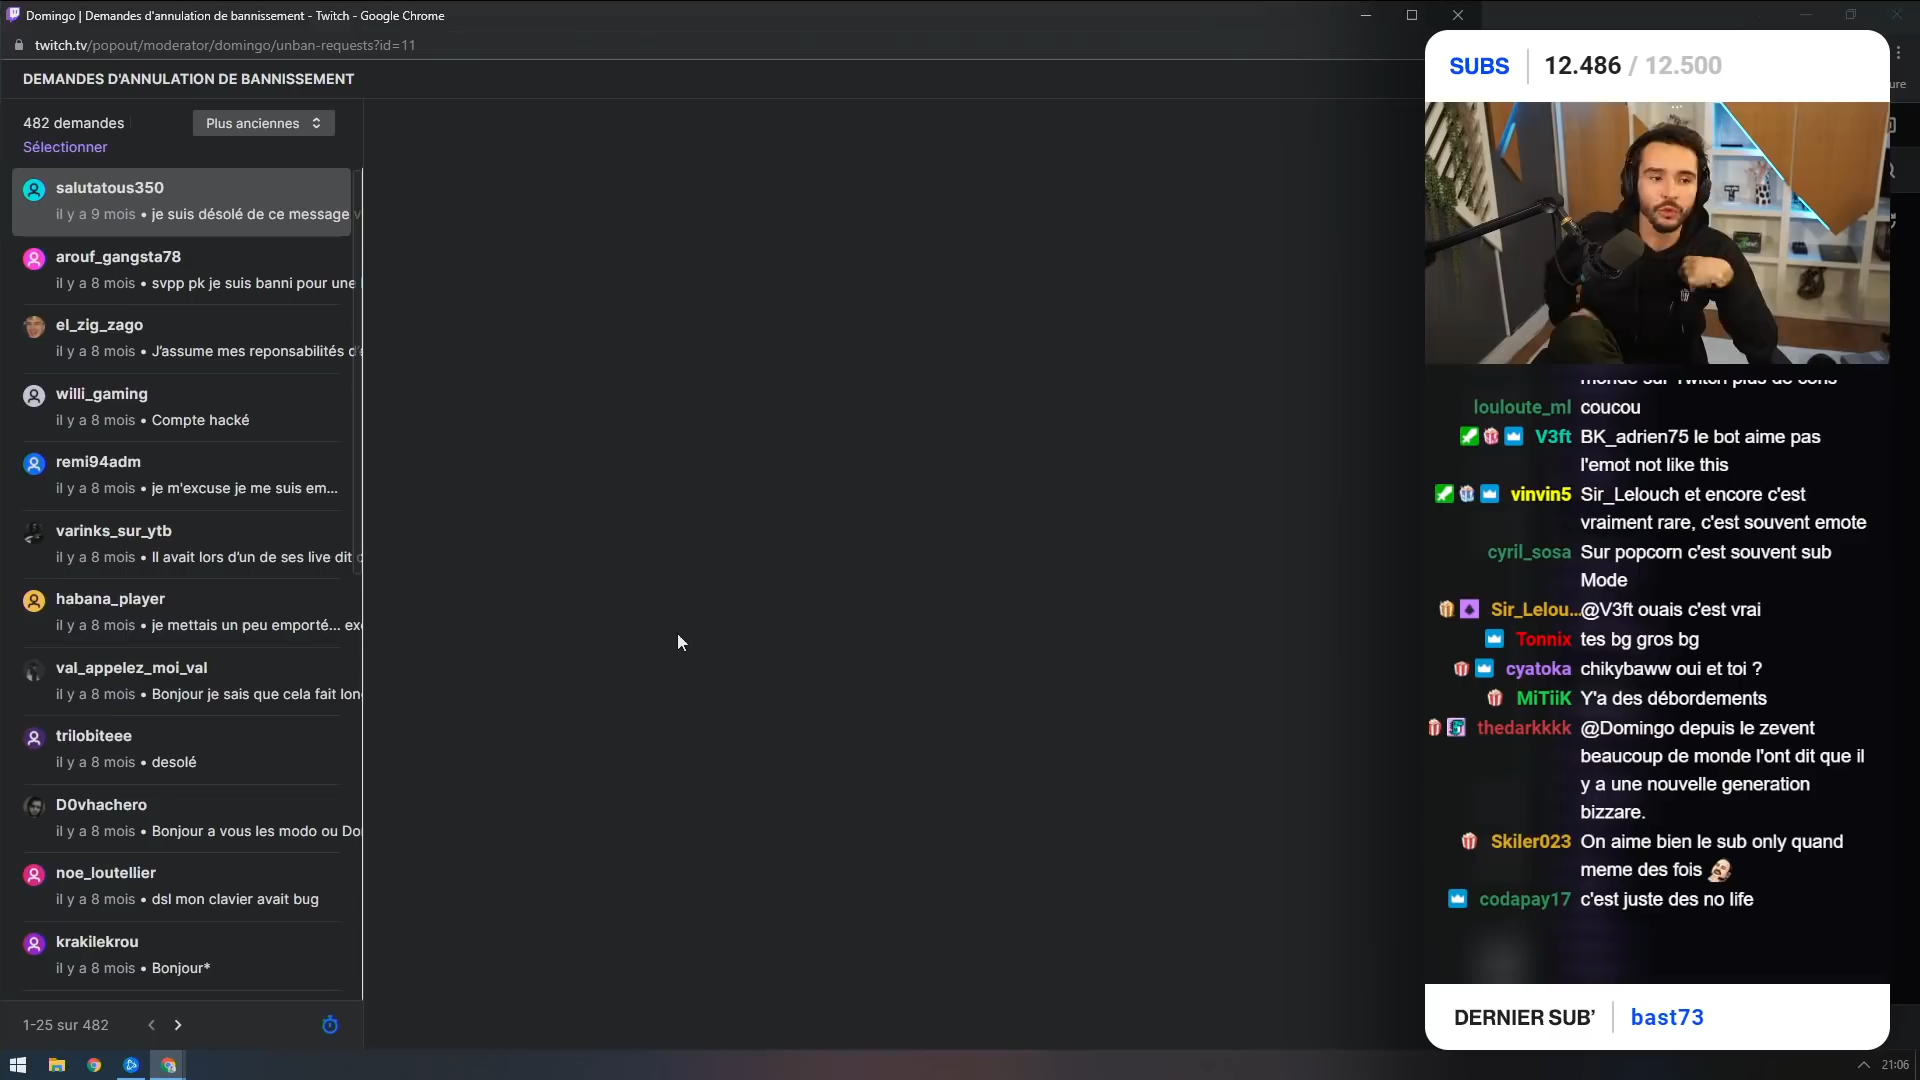 Domingo | Demandes d'annulation de bannissement - Twitch - Google Chrome
twitch.tv/popout/moderator/domingo/unban-requests?id=11
DEMANDES D'ANNULATION DE BANNISSEMENT
482 demandes
Plus anciennes
Sélectionner
salutatous350
il y a 9 mois • je suis désolé de ce message
arouf_gangsta78
il y a 8 mois • svpp pk je suis banni pour une
el_zig_zago
il y a 8 mois • J'assume mes reponsabilités
willi_gaming
il y a 8 mois • Compte hacké
remi94adm
il y a 8 mois • je m'excuse je me suis em...
varinks_sur_ytb
il y a 8 mois • Il avait lors d'un de ses live dit
habana_player
il y a 8 mois • je mettais un peu emporté... ex
val_appelez_moi_val
il y a 8 mois • Bonjour je sais que cela fait lon
trilobiteee
il y a 8 mois • desolé
D0vhachero
il y a 8 mois • Bonjour a vous les modo ou Do
noe_loutellier
il y a 8 mois • dsl mon clavier avait bug
krakilekrou
il y a 8 mois • Bonjour*
1-25 sur 482
SUBS 12.486 / 12.500
ure
monde sur Twitch plus de cons
louloute_ml coucou
V3ft BK_adrien75 le bot aime pas
l'emot not like this
vinvin5 Sir_Lelouch et encore c'est
vraiment rare, c'est souvent emote
cyril_sosa Sur popcorn c'est souvent sub
Mode
Sir_Lelou... @V3ft ouais c'est vrai
Tonnix tes bg gros bg
cyatoka chikybaww oui et toi ?
MiTiiK Y'a des débordements
thedarkkkk @Domingo depuis le zevent
beaucoup de monde l'ont dit que il
y a une nouvelle generation
bizzare.
Skiler023 On aime bien le sub only quand
meme des fois
codapay17 c'est juste des no life
DERNIER SUB' bast73
21:06